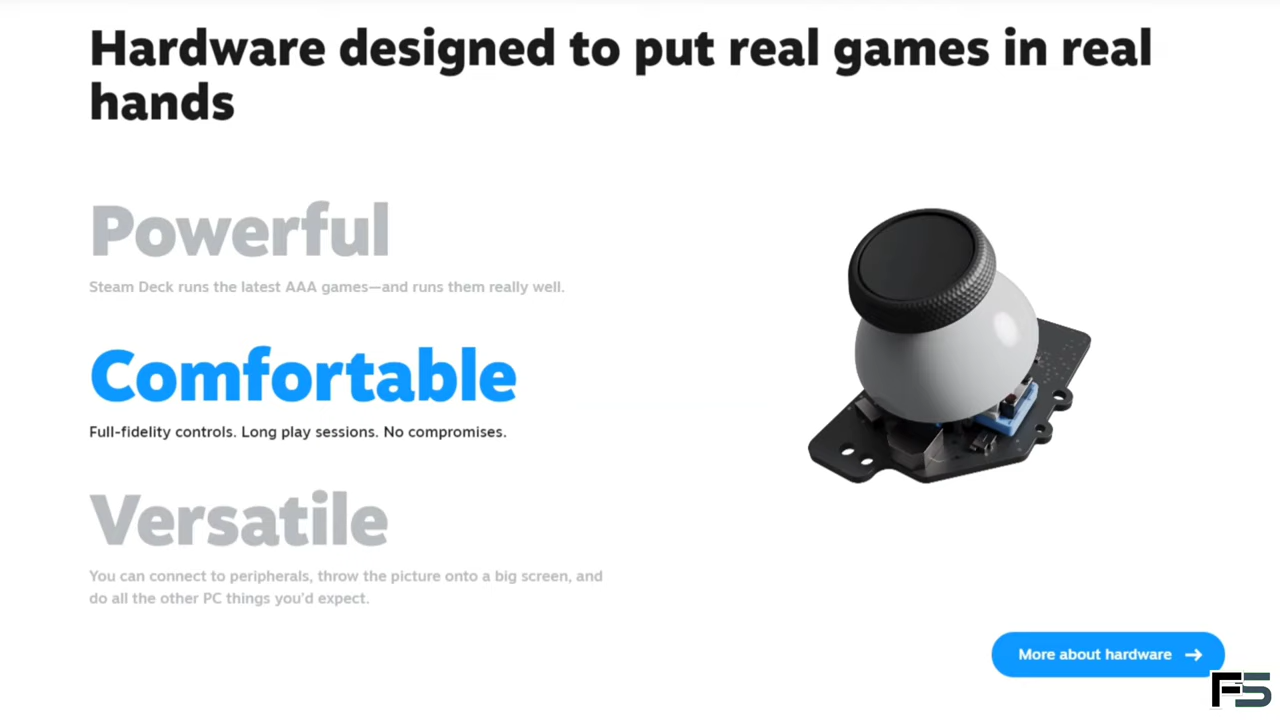 Hardware designed to put real games in real
hands
Powerful
Steam Deck runs the latest AAA games—and runs them really well.
Comfortable
Full-fidelity controls. Long play sessions. No compromises.
Versatile
You can connect to peripherals, throw the picture onto a big screen, and
do all the other PC things you'd expect.
More about hardware
FS